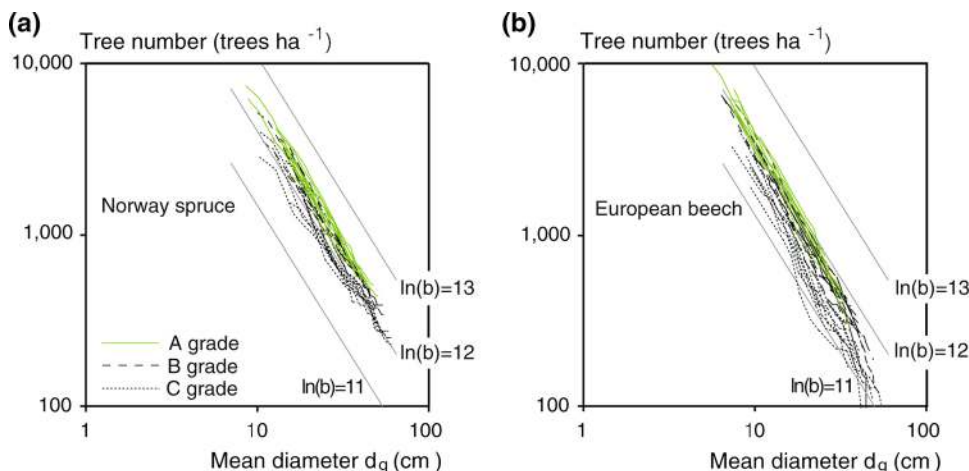 (a)
Tree number (trees ha -1)
10,000
1,000
100
Norway spruce
ln(b)=13
ln(b)=12
ln(b)=11
A grade
B grade
C grade
1
10
100
Mean diameter dg (cm)
(b)
Tree number (trees ha -1)
10,000
1,000
100
European beech
ln(b)=13
ln(b)=12
ln(b)=11
1
10
100
Mean diameter dg (cm)